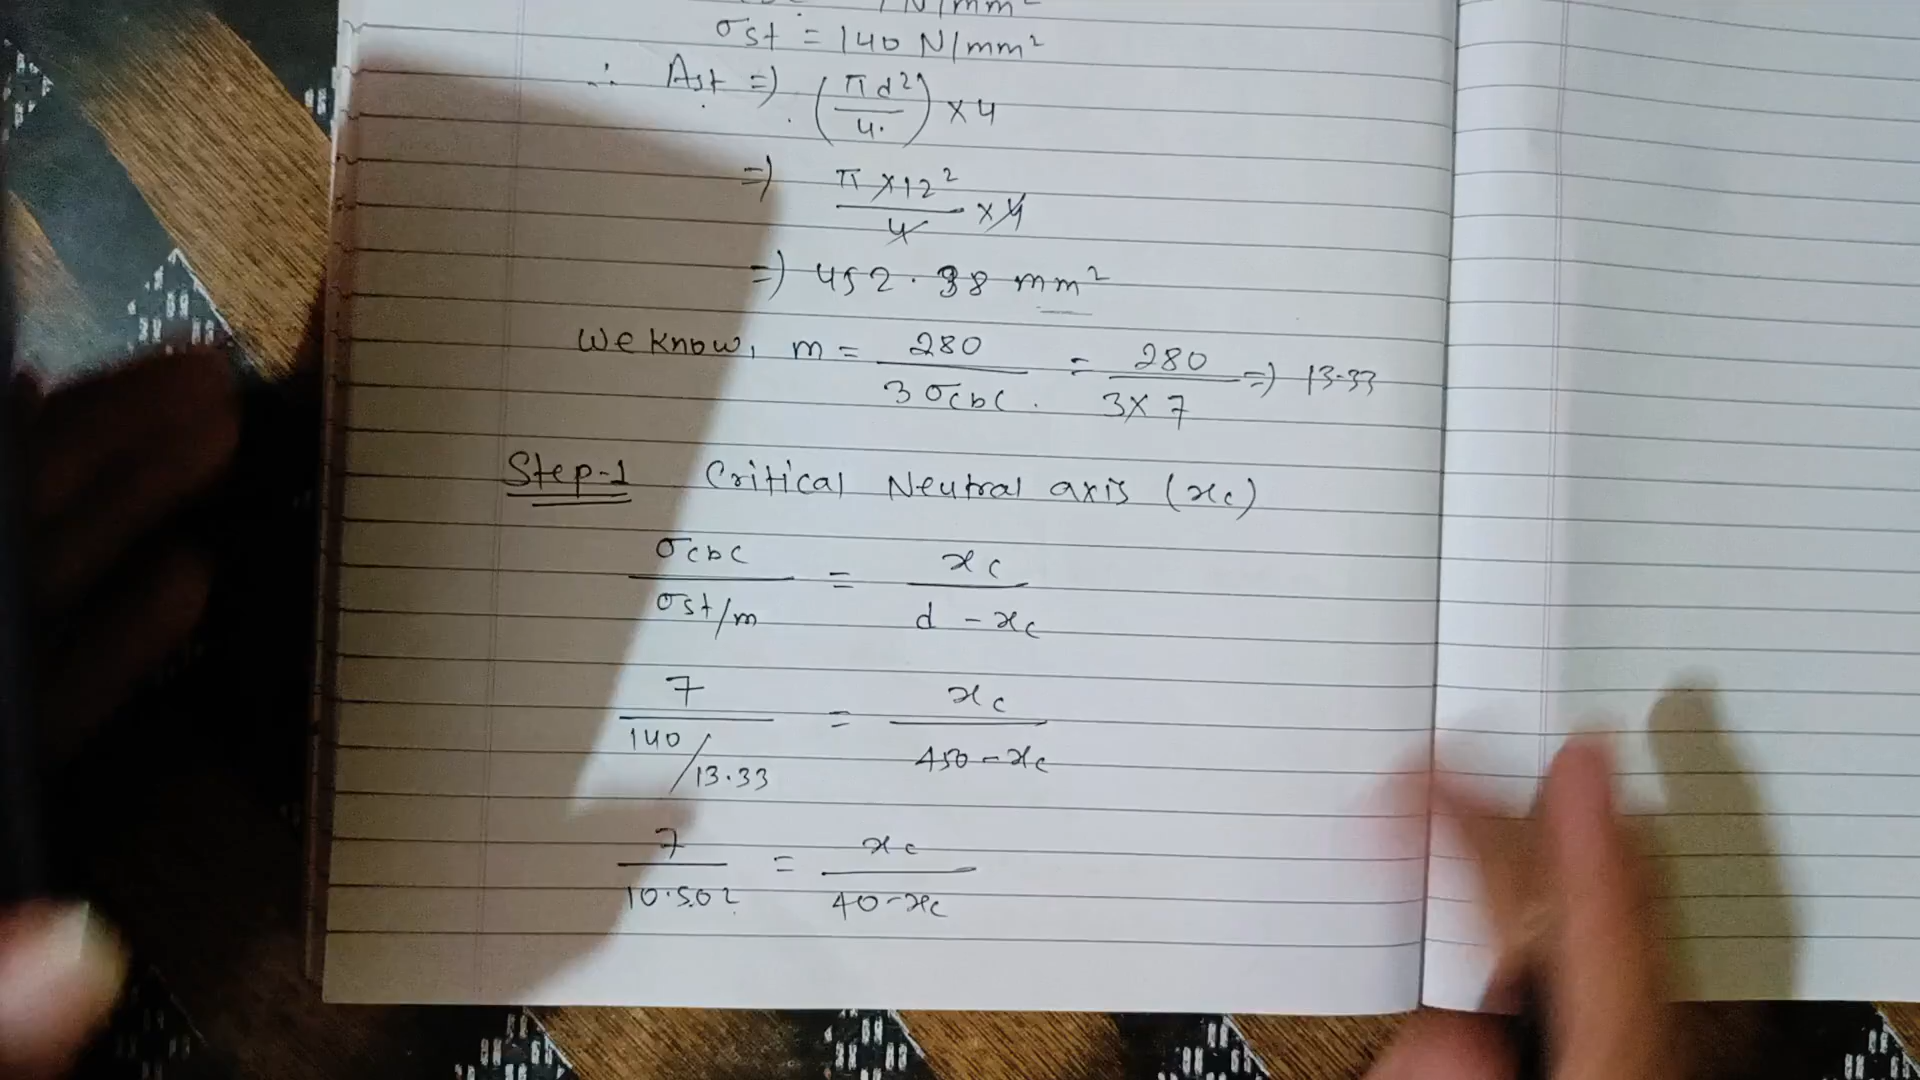 N/mm²
σst = 140 N/mm²
∴ Ast ⇒ (πd²/4.) × 4
⇒ π × 12²/4 × 4
⇒ 452.38 mm²
We know, m = 280/3σcbc. = 280/3×7 ⇒ 13.33
Step-1 Critical Neutral axis (xc)
σcbc/(σst/m) = xc/(d - xc)
7/(140/13.33) = xc/(450 - xc)
7/10.502 = xc/(40 - xc)